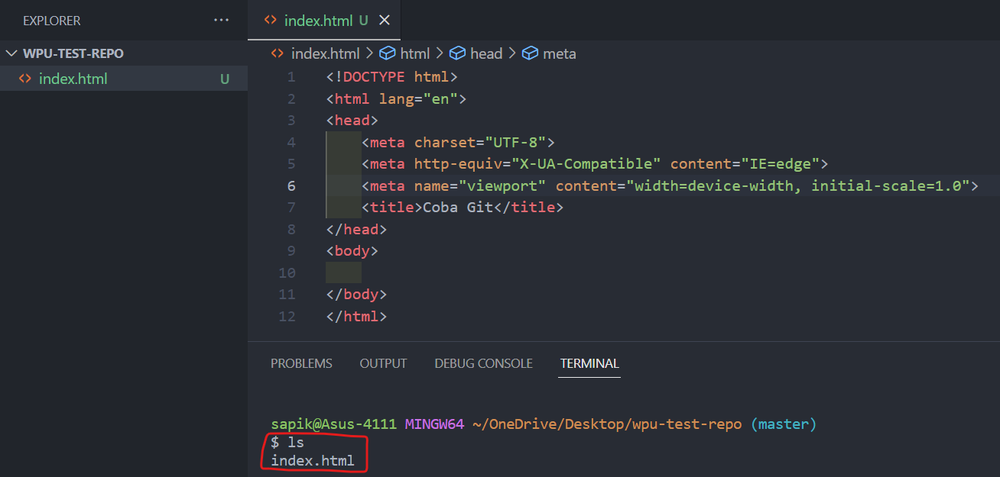 EXPLORER ...
WPU-TEST-REPO
index.html U
index.html U
index.html > html > head > meta
1 <!DOCTYPE html>
2 <html lang="en">
3 <head>
4 <meta charset="UTF-8">
5 <meta http-equiv="X-UA-Compatible" content="IE=edge">
6 <meta name="viewport" content="width=device-width, initial-scale=1.0">
7 <title>Coba Git</title>
8 </head>
9 <body>
10
11 </body>
12 </html>
PROBLEMS OUTPUT DEBUG CONSOLE TERMINAL
sapik@Asus-4111 MINGW64 ~/OneDrive/Desktop/wpu-test-repo (master)
$ ls
index.html